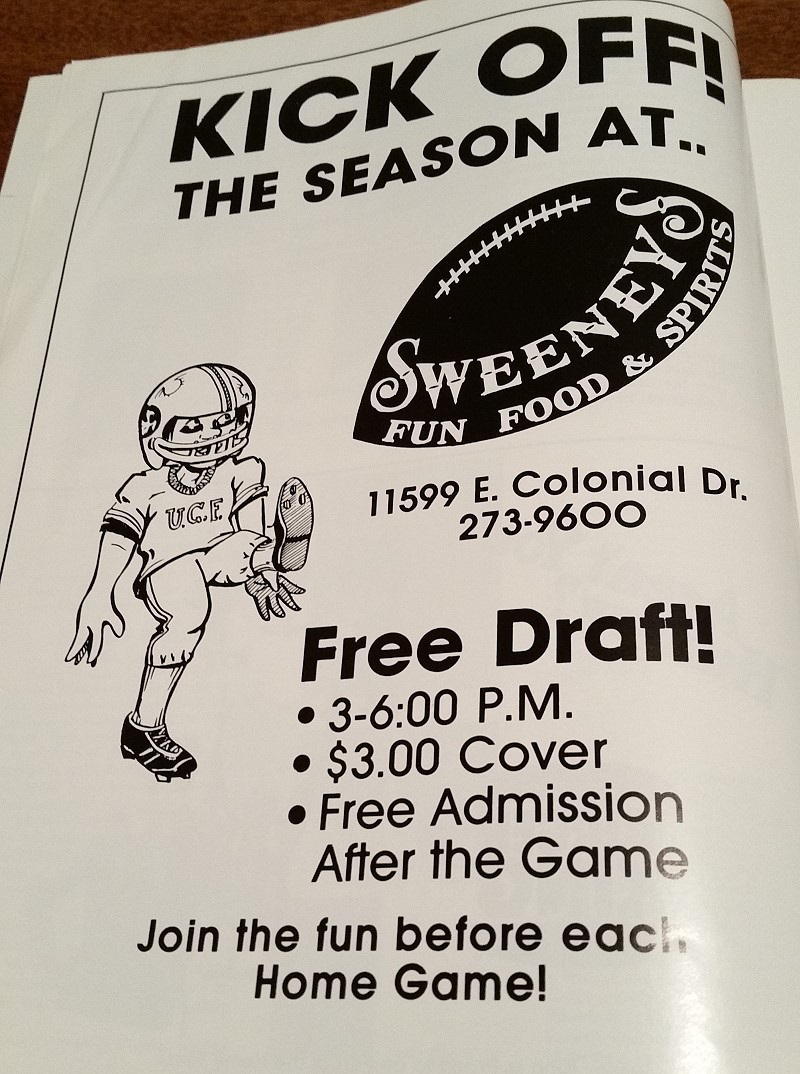 KICK OFF!
THE SEASON AT..
SWEENEYS
FUN FOOD & SPIRITS
11599 E. Colonial Dr.
273-9600
U.C.F.
Free Draft!
• 3-6:00 P.M.
• $3.00 Cover
• Free Admission
After the Game
Join the fun before each
Home Game!